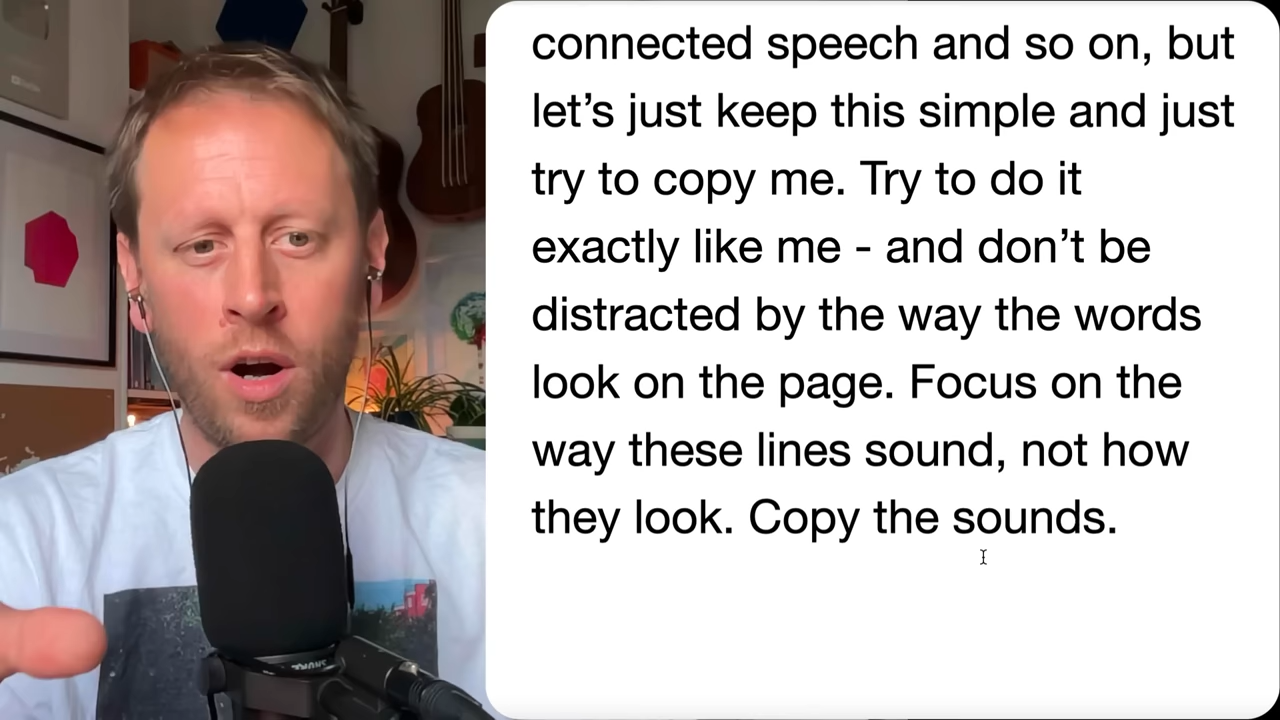 connected speech and so on, but
let’s just keep this simple and just
try to copy me. Try to do it
exactly like me - and don’t be
distracted by the way the words
look on the page. Focus on the
way these lines sound, not how
they look. Copy the sounds.